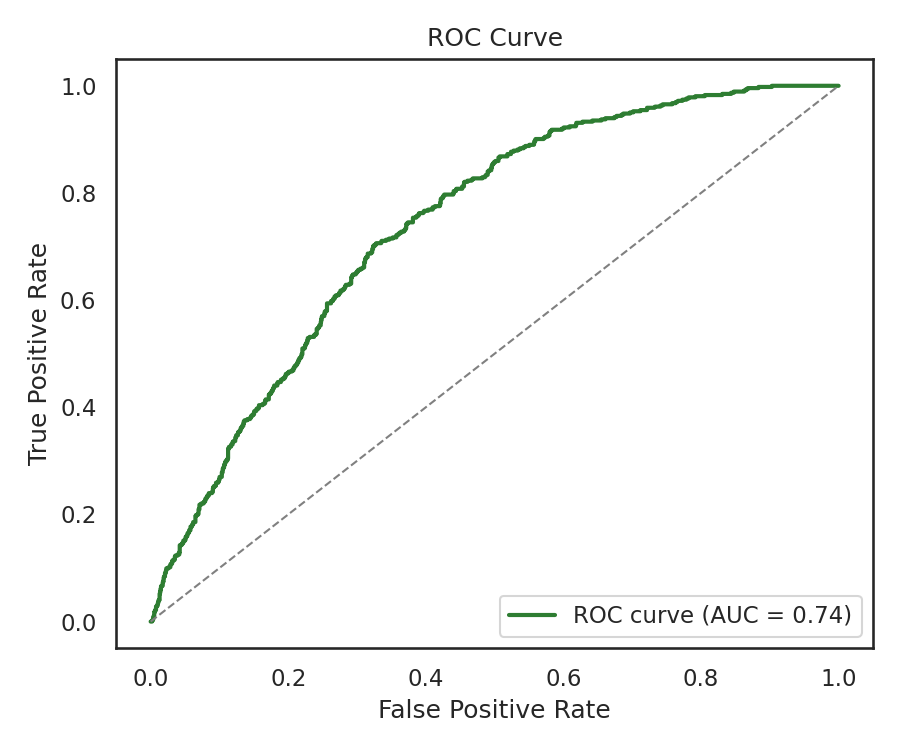 ROC Curve
1.0
0.8
0.6
0.4
0.2
0.0
True Positive Rate
ROC curve (AUC = 0.74)
0.0 0.2 0.4 0.6 0.8 1.0
False Positive Rate